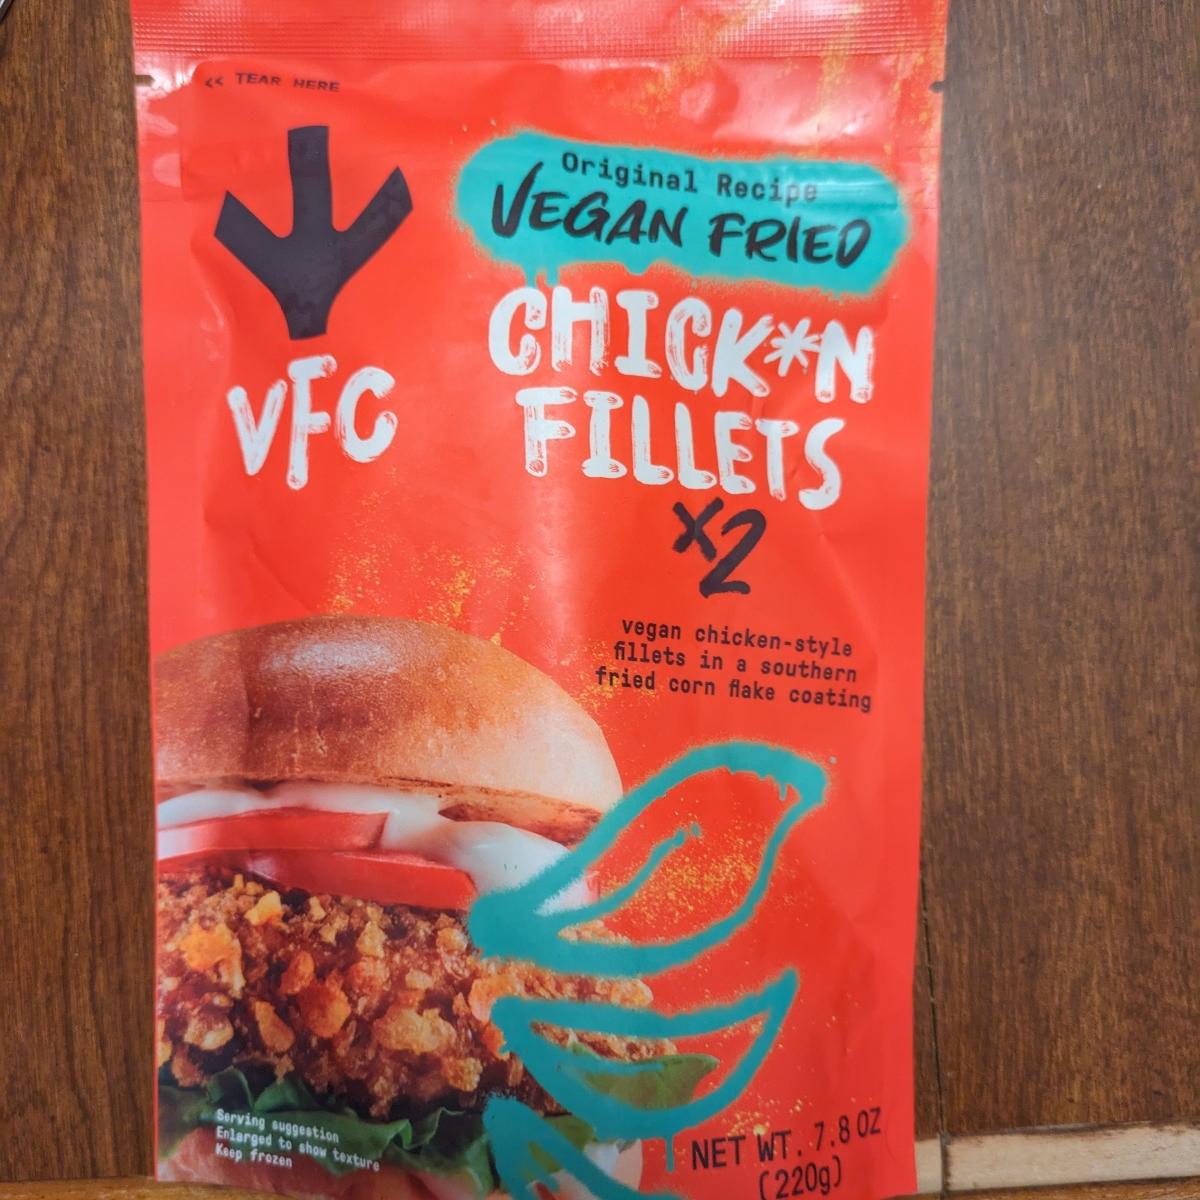 << TEAR HERE
VFC
Original Recipe
VEGAN FRIED
CHICK*N
FILLETS
x2
vegan chicken-style
fillets in a southern
fried corn flake coating
Serving suggestion
Enlarged to show texture
Keep frozen
NET WT. 7.8 OZ
(220g)